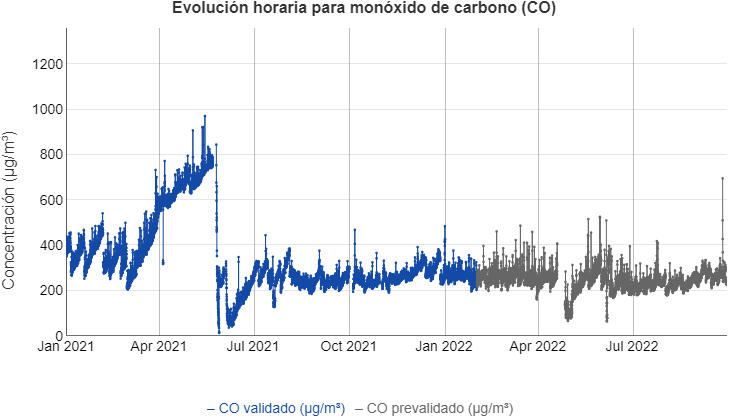 Evolución horaria para monóxido de carbono (CO)
Concentración (µg/m³)
1200
1000
800
600
400
200
0
Jan 2021
Apr 2021
Jul 2021
Oct 2021
Jan 2022
Apr 2022
Jul 2022
– CO validado (µg/m³) – CO prevalidado (µg/m³)